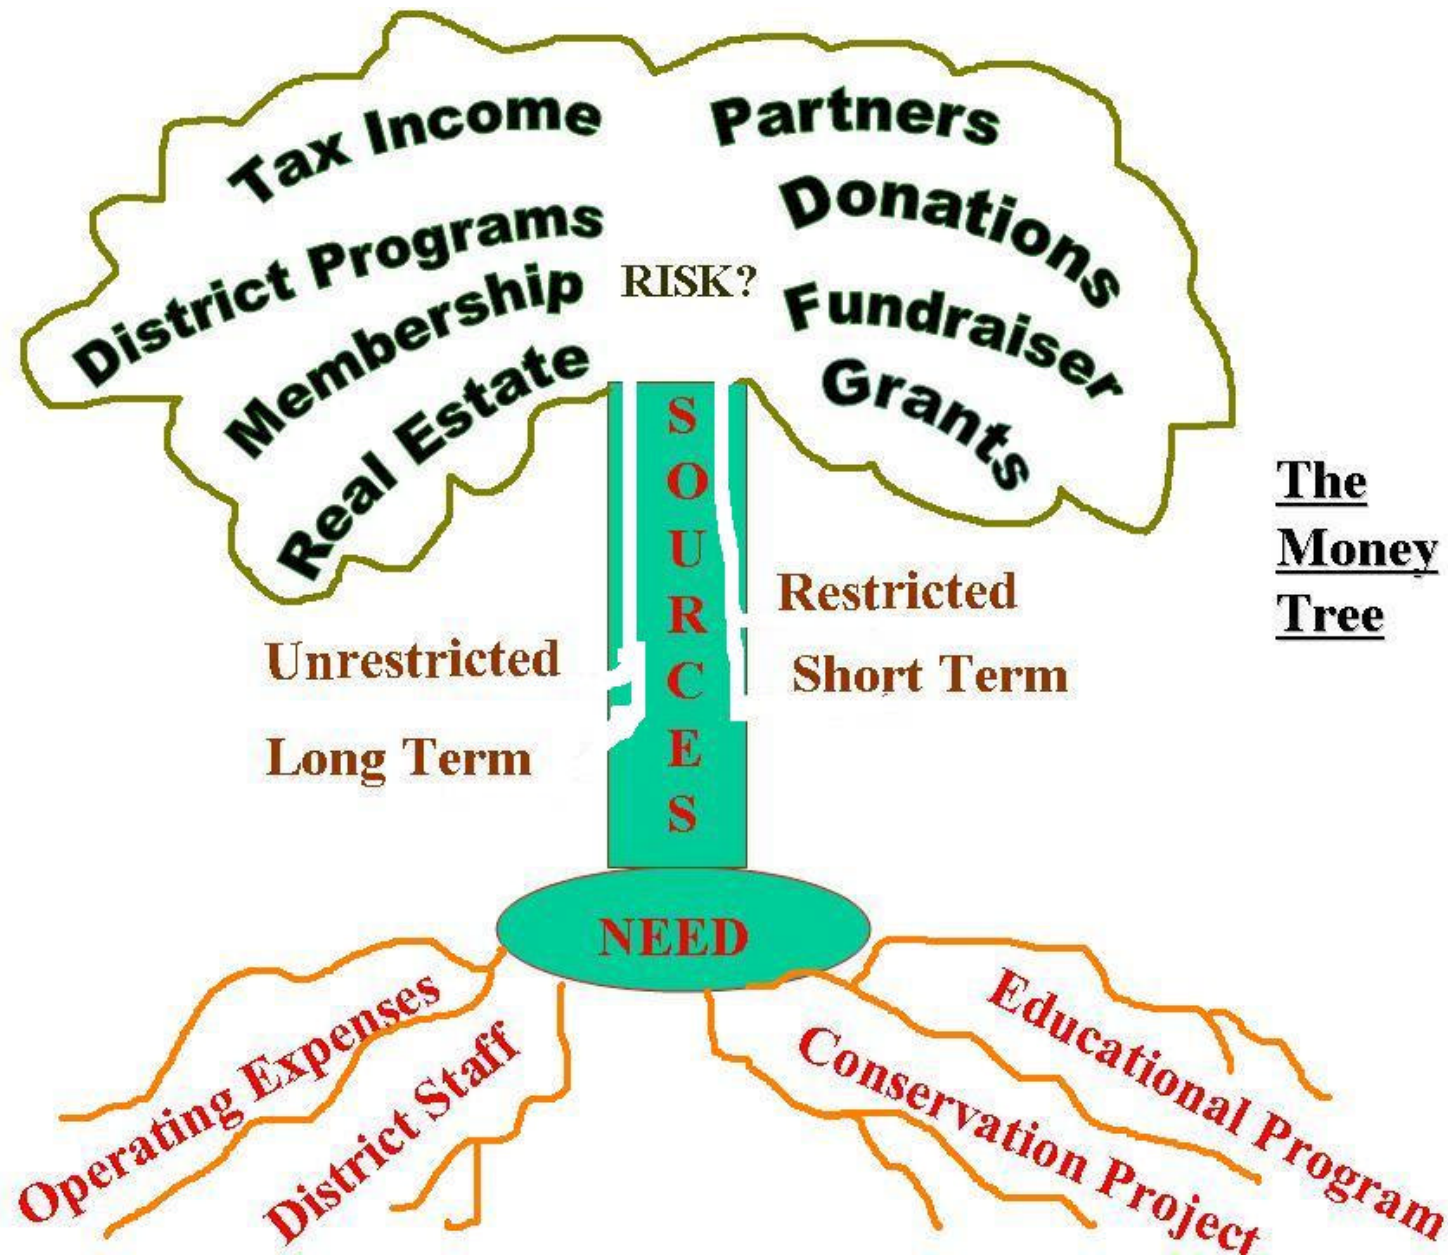 Tax Income
District Programs
Membership
Real Estate
RISK?
Partners
Donations
Fundraiser
Grants
The
Money
Tree
SOURCES
Unrestricted
Long Term
Restricted
Short Term
NEED
Operating Expenses
District Staff
Conservation Project
Educational Program